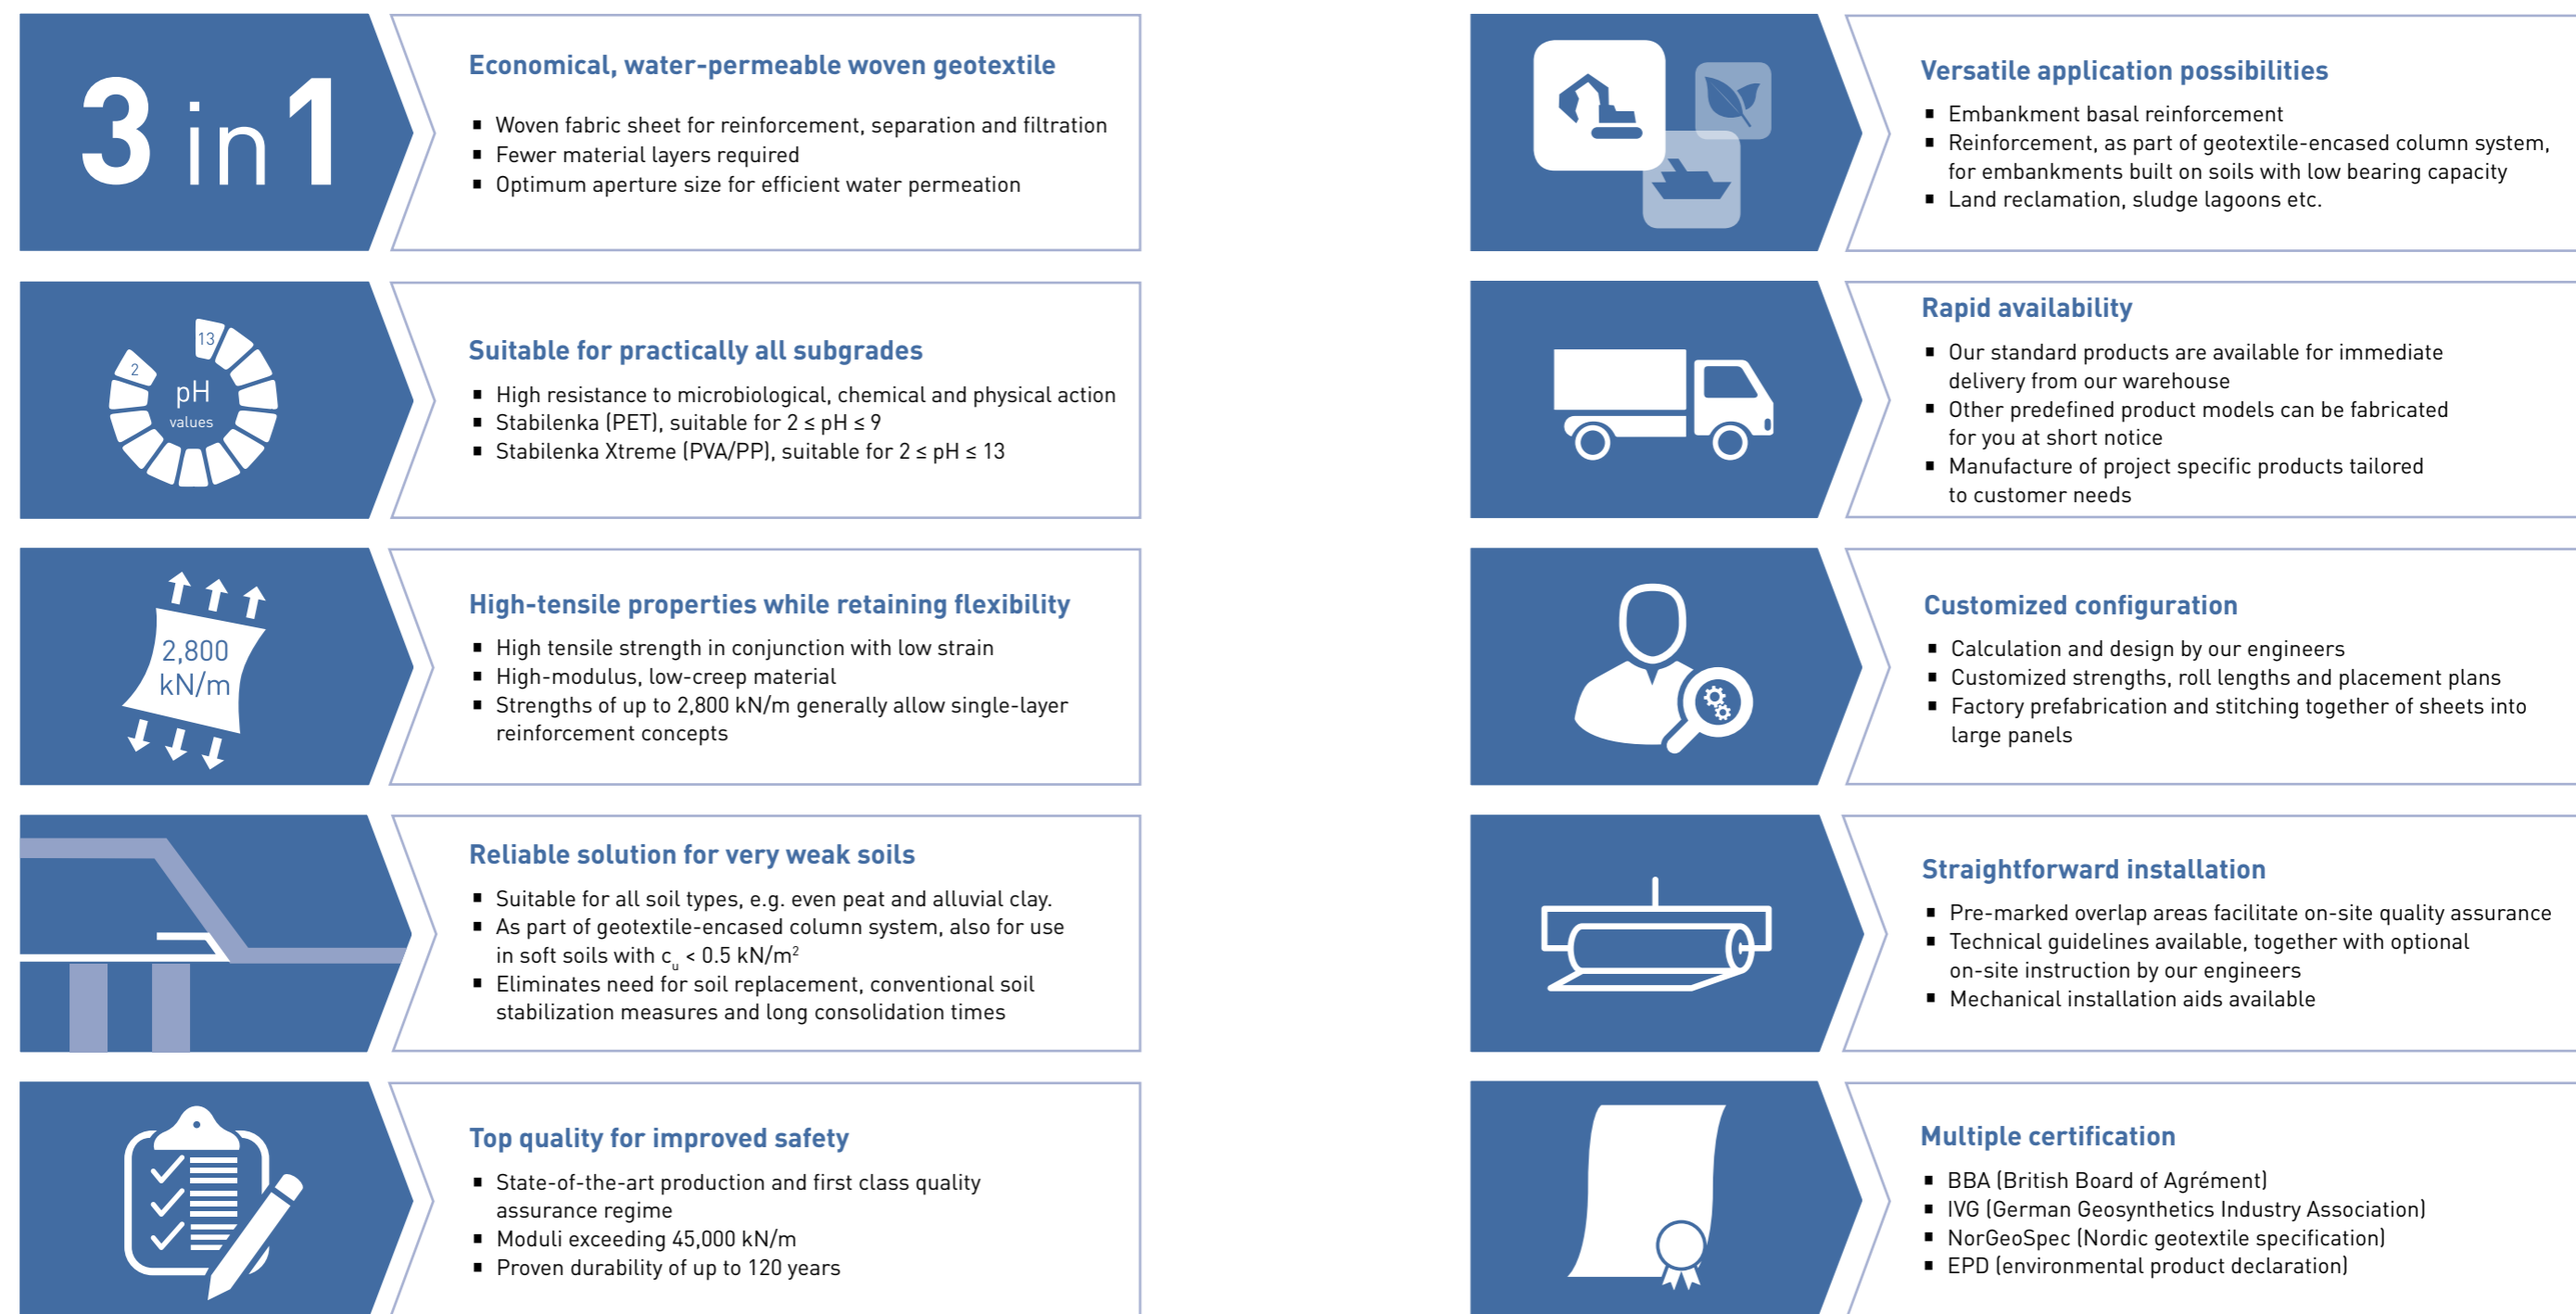 3 in 1
Economical, water-permeable woven geotextile
■ Woven fabric sheet for reinforcement, separation and filtration
■ Fewer material layers required
■ Optimum aperture size for efficient water permeation
13
2
pH
values
Suitable for practically all subgrades
■ High resistance to microbiological, chemical and physical action
■ Stabilenka (PET), suitable for 2 ≤ pH ≤ 9
■ Stabilenka Xtreme (PVA/PP), suitable for 2 ≤ pH ≤ 13
2,800
kN/m
High-tensile properties while retaining flexibility
■ High tensile strength in conjunction with low strain
■ High-modulus, low-creep material
■ Strengths of up to 2,800 kN/m generally allow single-layer
reinforcement concepts
Reliable solution for very weak soils
■ Suitable for all soil types, e.g. even peat and alluvial clay.
■ As part of geotextile-encased column system, also for use
in soft soils with cᵤ < 0.5 kN/m²
■ Eliminates need for soil replacement, conventional soil
stabilization measures and long consolidation times
Top quality for improved safety
■ State-of-the-art production and first class quality
assurance regime
■ Moduli exceeding 45,000 kN/m
■ Proven durability of up to 120 years
Versatile application possibilities
■ Embankment basal reinforcement
■ Reinforcement, as part of geotextile-encased column system,
for embankments built on soils with low bearing capacity
■ Land reclamation, sludge lagoons etc.
Rapid availability
■ Our standard products are available for immediate
delivery from our warehouse
■ Other predefined product models can be fabricated
for you at short notice
■ Manufacture of project specific products tailored
to customer needs
Customized configuration
■ Calculation and design by our engineers
■ Customized strengths, roll lengths and placement plans
■ Factory prefabrication and stitching together of sheets into
large panels
Straightforward installation
■ Pre-marked overlap areas facilitate on-site quality assurance
■ Technical guidelines available, together with optional
on-site instruction by our engineers
■ Mechanical installation aids available
Multiple certification
■ BBA (British Board of Agrément)
■ IVG (German Geosynthetics Industry Association)
■ NorGeoSpec (Nordic geotextile specification)
■ EPD (environmental product declaration)